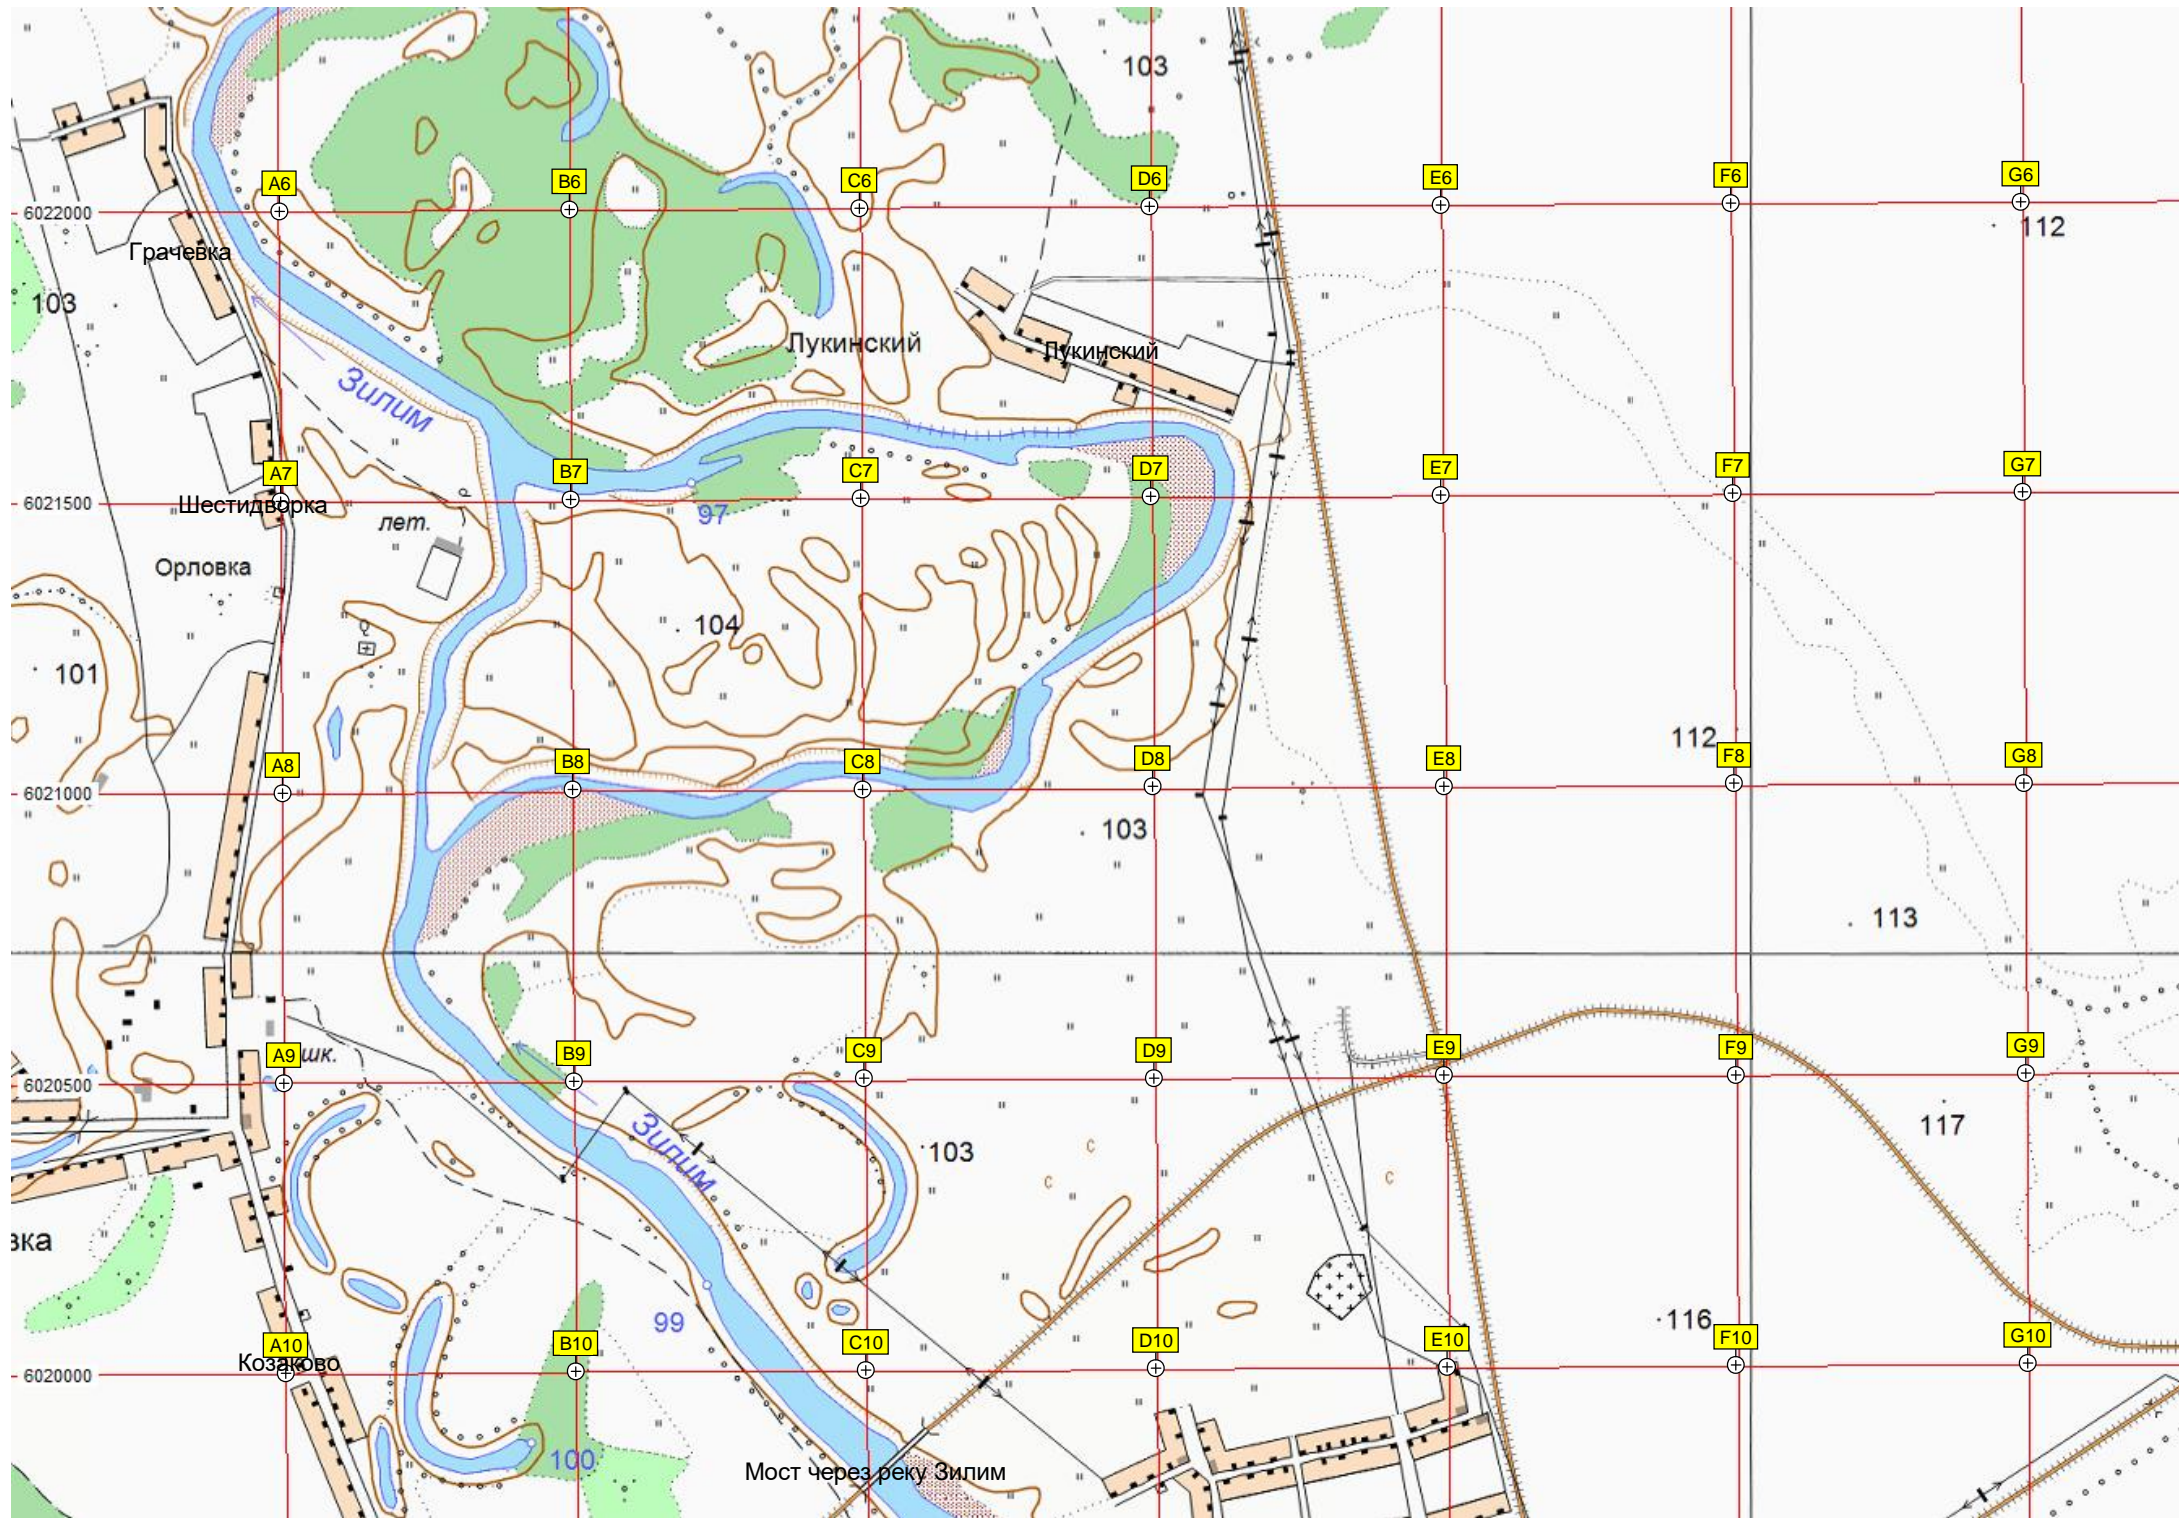 103
A6
B6
C6
D6
E6
F6
G6
6022000
112
Грачевка
103
Лукинский
Лукинский
Зилим
A7
B7
C7
D7
E7
F7
G7
6021500
Шестидворка
лет.
97
Орловка
104
101
112
A8
B8
C8
D8
E8
F8
G8
6021000
103
113
A9
шк.
B9
C9
D9
E9
F9
G9
6020500
117
Зилим
103
с
с
с
вка
99
116
A10
B10
C10
D10
E10
F10
G10
Козаково
6020000
100
Мост через реку Зилим